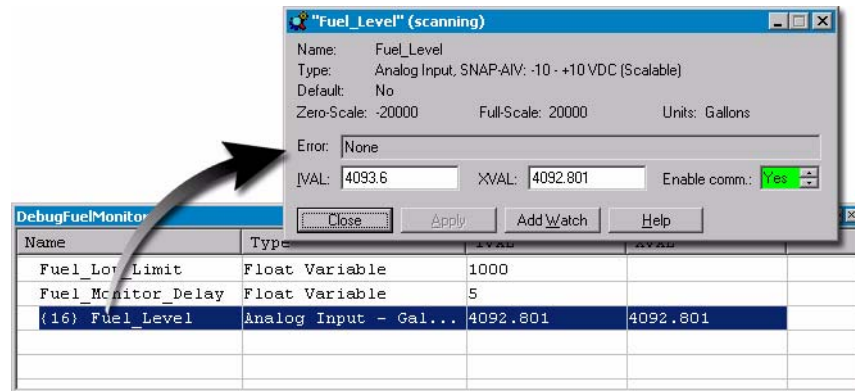 "Fuel_Level" (scanning)
Name: Fuel_Level
Type: Analog Input, SNAP-AIV: -10 - +10 VDC (Scalable)
Default: No
Zero-Scale: -20000 Full-Scale: 20000 Units: Gallons
Error: None
IVAL: 4093.6 XVAL: 4092.801 Enable comm.: Yes
Close Apply Add Watch Help
DebugFuelMonitor
Name Type IVAL XVAL
Fuel_Low_Limit Float Variable 1000
Fuel_Monitor_Delay Float Variable 5
{16} Fuel_Level Analog Input - Gal... 4092.801 4092.801